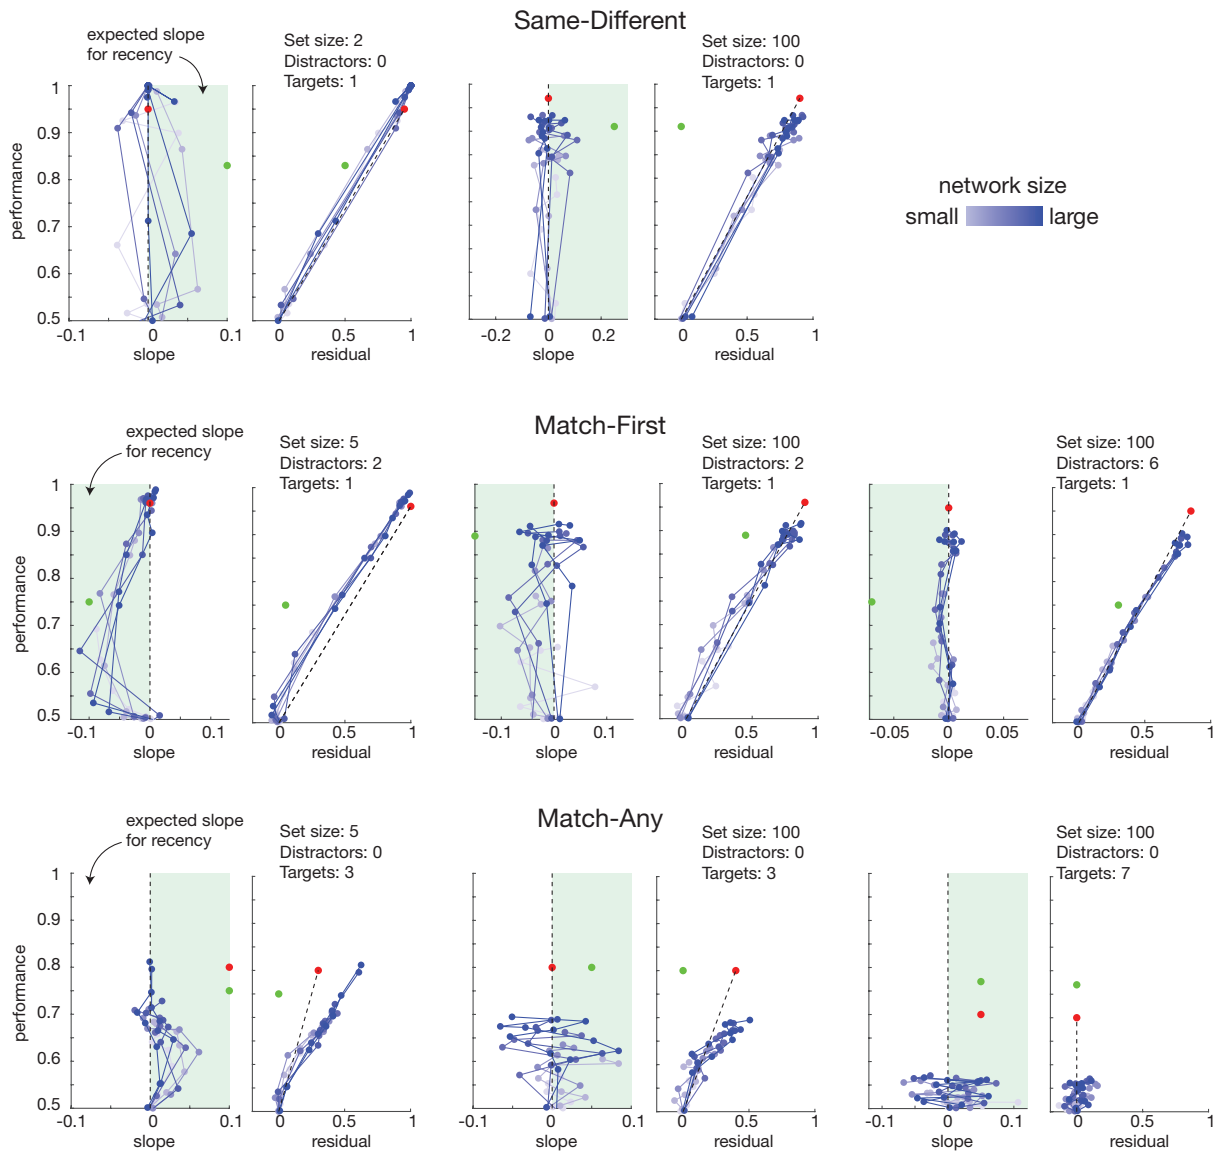 Same-Different
expected slope
for recency
Set size: 2
Distractors: 0
Targets: 1
Set size: 100
Distractors: 0
Targets: 1
performance
1
0.9
0.8
0.7
0.6
0.5
-0.1 0 0.1
slope
0 0.5 1
residual
-0.2 0 0.2
slope
0 0.5 1
residual
network size
small large
Match-First
expected slope
for recency
Set size: 5
Distractors: 2
Targets: 1
Set size: 100
Distractors: 2
Targets: 1
Set size: 100
Distractors: 6
Targets: 1
performance
1
0.9
0.8
0.7
0.6
0.5
-0.1 0 0.1
slope
0 0.5 1
residual
-0.1 0 0.1
slope
0 0.5 1
residual
-0.05 0 0.05
slope
0 0.5 1
residual
Match-Any
expected slope
for recency
Set size: 5
Distractors: 0
Targets: 3
Set size: 100
Distractors: 0
Targets: 3
Set size: 100
Distractors: 0
Targets: 7
performance
1
0.9
0.8
0.7
0.6
0.5
-0.1 0 0.1
slope
0 0.5 1
residual
-0.1 0 0.1
slope
0 0.5 1
residual
-0.1 0 0.1
slope
0 0.5 1
residual